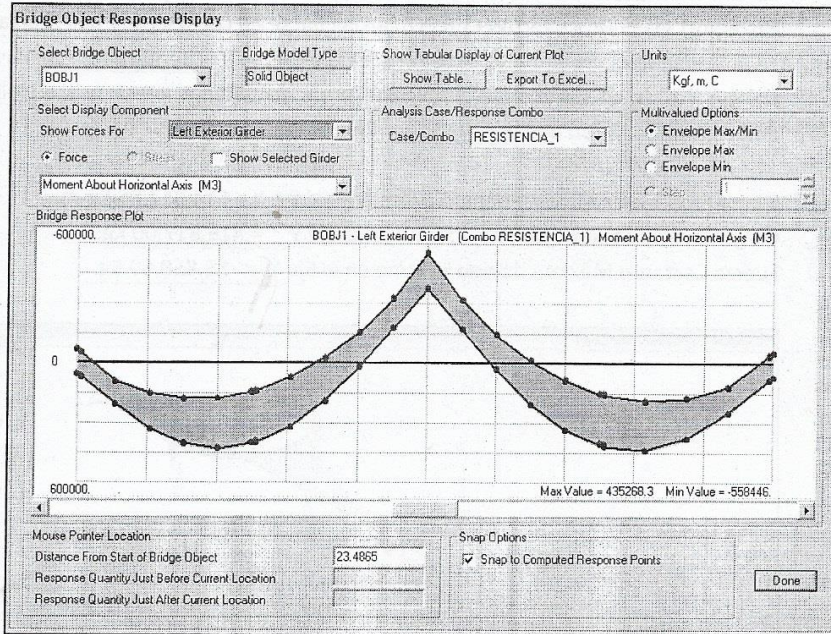 Bridge Object Response Display
Select Bridge Object
BOBJ1
Bridge Model Type
Solid Object
Show Tabular Display of Current Plot
Show Table...
Export To Excel...
Units
Kgf, m, C
Select Display Component
Show Forces For
Left Exterior Girder
Force
Stress
Show Selected Girder
Moment About Horizontal Axis (M3)
Analysis Case/Response Combo
Case/Combo
RESISTENCIA_1
Multivalued Options
Envelope Max/Min
Envelope Max
Envelope Min
Step
1
Bridge Response Plot
-600000.
BOBJ1 - Left Exterior Girder (Combo RESISTENCIA_1) Moment About Horizontal Axis (M3)
0
600000.
Max Value = 435268.3 Min Value = -558446.
Mouse Pointer Location
Distance From Start of Bridge Object
23.4865
Response Quantity Just Before Current Location
Response Quantity Just After Current Location
Snap Options
Snap to Computed Response Points
Done